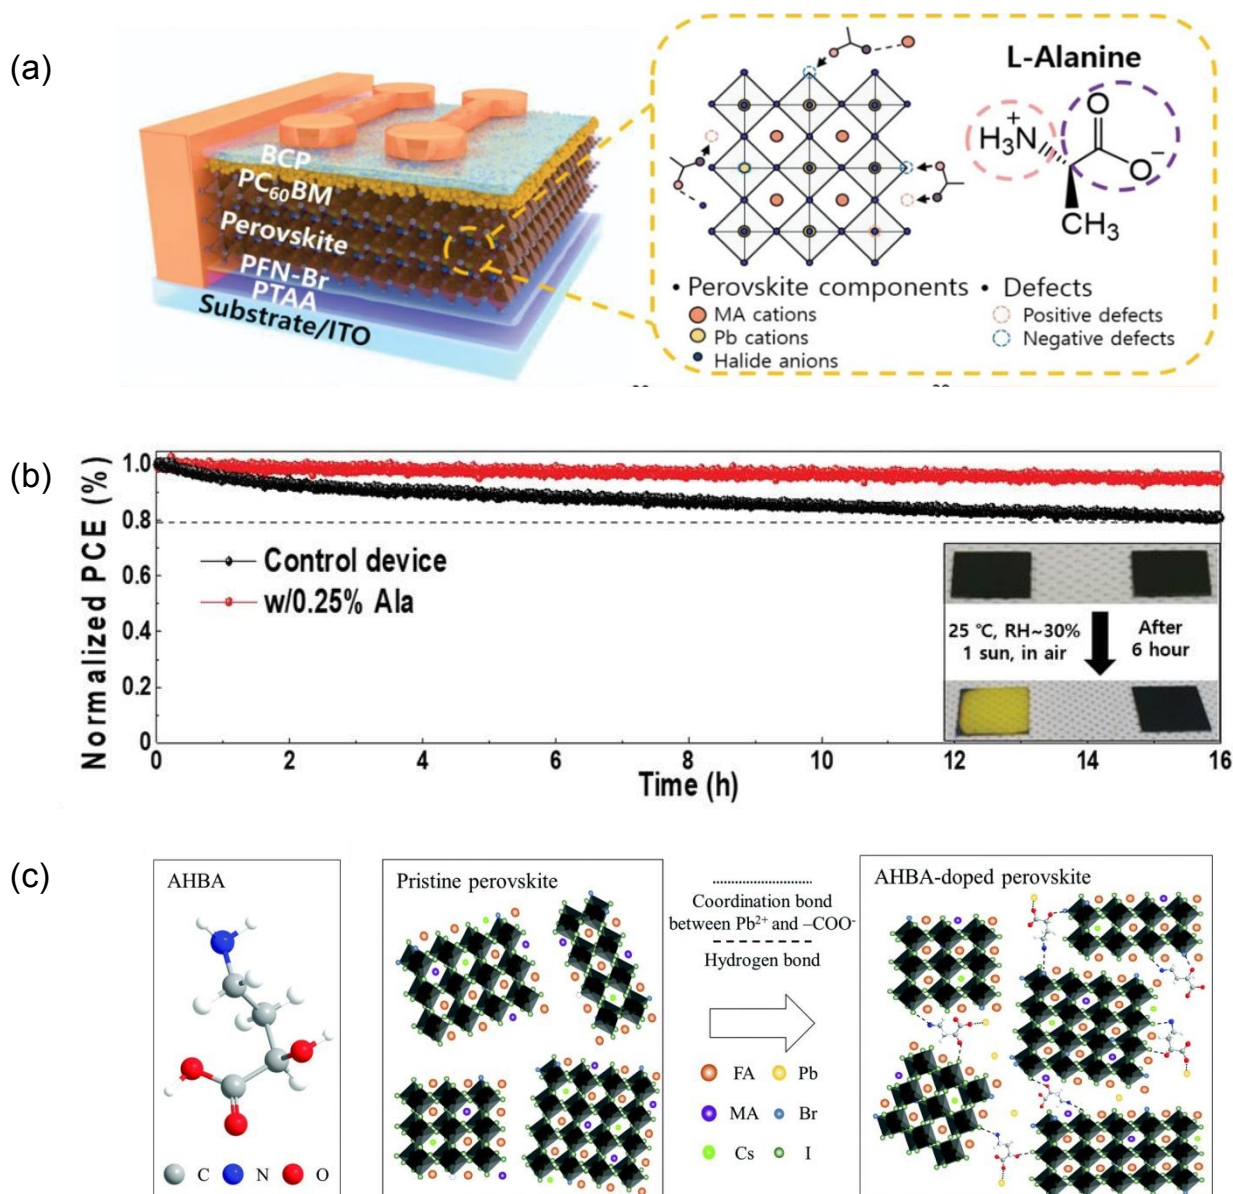 (a)
BCP
PC₆₀BM
Perovskite
PFN-Br
PTAA
Substrate/ITO
L-Alanine
H₃N⁺
O
O⁻
CH₃
• Perovskite components
MA cations
Pb cations
Halide anions
• Defects
Positive defects
Negative defects
(b)
Normalized PCE (%)
1.0
0.8
0.6
0.4
0.2
0
Control device
w/0.25% Ala
25 °C, RH~30%
1 sun, in air
After
6 hour
0 2 4 6 8 10 12 14 16
Time (h)
(c)
AHBA
C N O
Pristine perovskite
Coordination bond
between Pb²⁺ and –COO⁻
Hydrogen bond
FA Pb
MA Br
Cs I
AHBA-doped perovskite